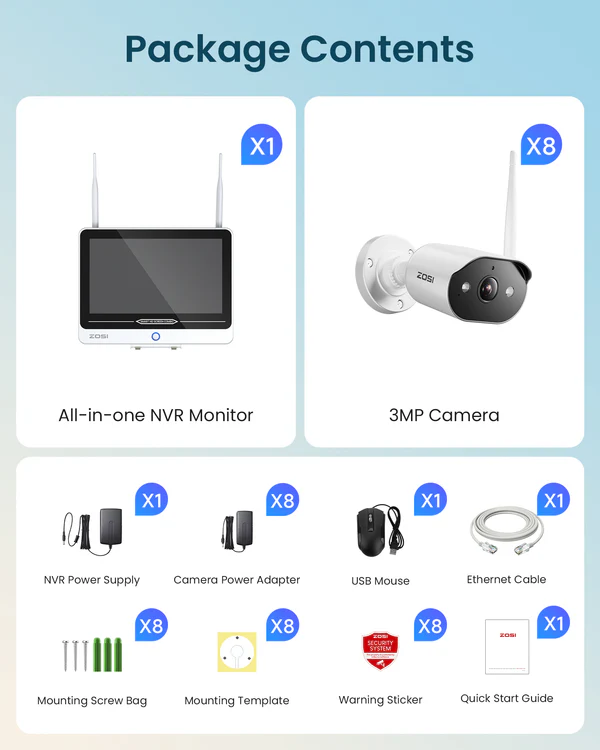 Package Contents
X1
X8
ZOSI
ZOSI
All-in-one NVR Monitor
3MP Camera
X1
X8
X1
X1
NVR Power Supply
Camera Power Adapter
USB Mouse
Ethernet Cable
X8
X8
X8
X1
ZOSI
SECURITY
SYSTEM
ZOSI
Mounting Screw Bag
Mounting Template
Warning Sticker
Quick Start Guide